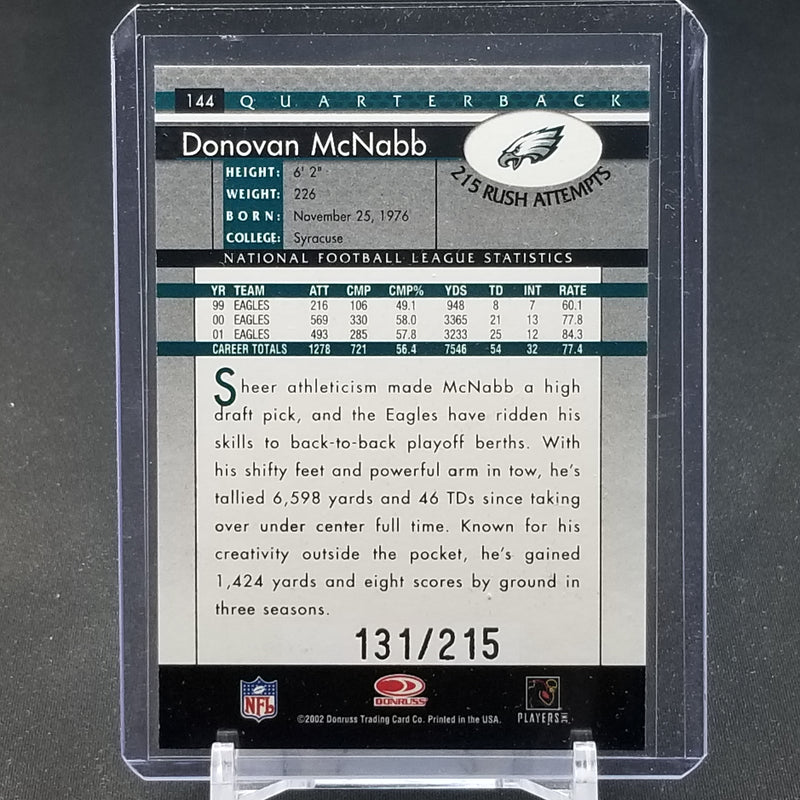 144 QUARTERBACK
Donovan McNabb
215 RUSH ATTEMPTS
HEIGHT: 6' 2"
WEIGHT: 226
BORN: November 25, 1976
COLLEGE: Syracuse
NATIONAL FOOTBALL LEAGUE STATISTICS
YR TEAM ATT CMP CMP% YDS TD INT RATE
99 EAGLES 216 106 49.1 948 8 7 60.1
00 EAGLES 569 330 58.0 3365 21 13 77.8
01 EAGLES 493 285 57.8 3233 25 12 84.3
CAREER TOTALS 1278 721 56.4 7546 54 32 77.4
Sheer athleticism made McNabb a high
draft pick, and the Eagles have ridden his
skills to back-to-back playoff berths. With
his shifty feet and powerful arm in tow, he's
tallied 6,598 yards and 46 TDs since taking
over under center full time. Known for his
creativity outside the pocket, he's gained
1,424 yards and eight scores by ground in
three seasons.
131/215
NFL
DONRUSS
PLAYERS INC
©2002 Donruss Trading Card Co. Printed in the USA.